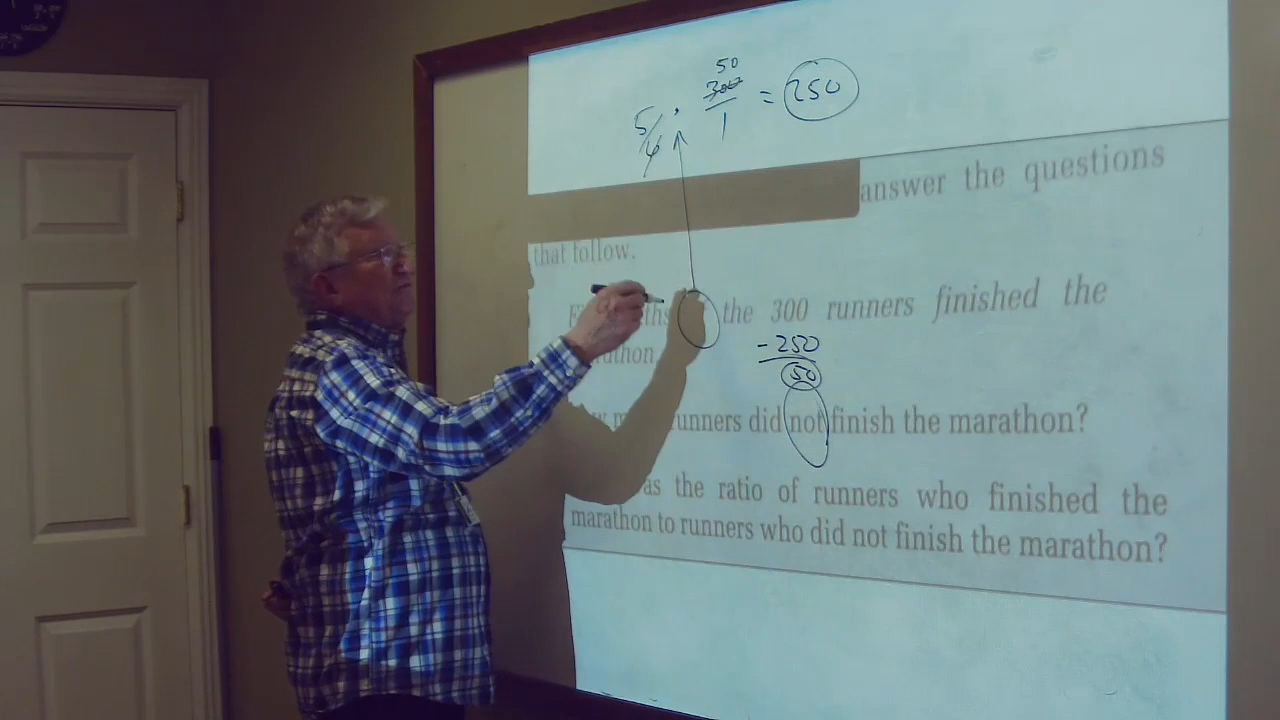 50
5/6 · 300/1 = 250
answer the questions
that follow.
the 300 runners finished the
- 250
50
runners did not finish the marathon?
as the ratio of runners who finished the
marathon to runners who did not finish the marathon?